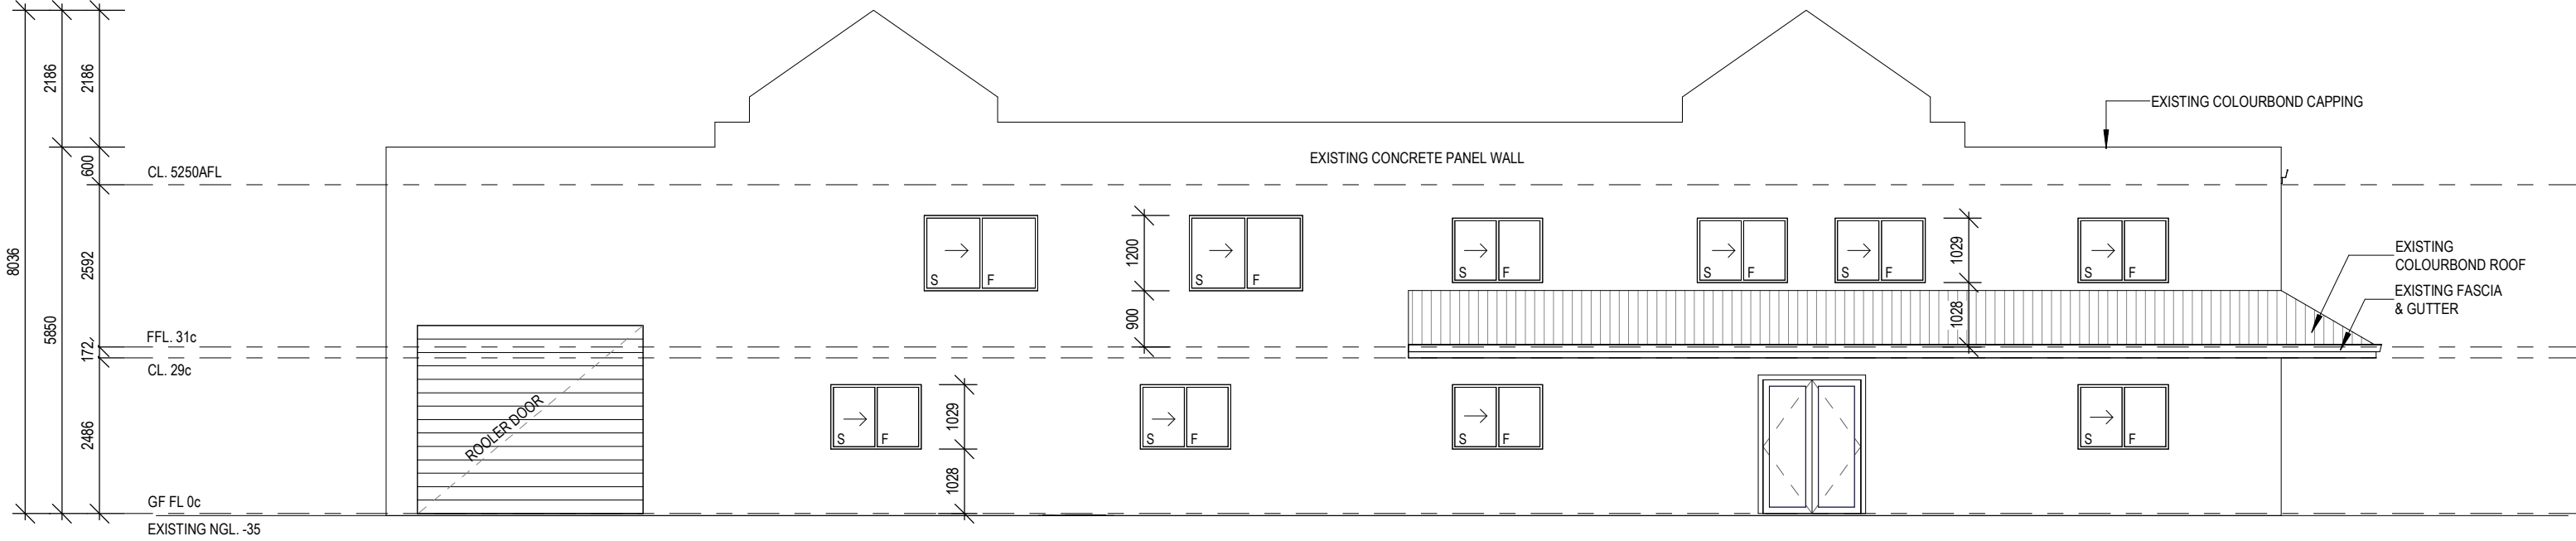 2186
2186
EXISTING COLOURBOND CAPPING
EXISTING CONCRETE PANEL WALL
600
CL. 5250AFL
8036
2592
1200
S F
S F
S F
S F
S F
1029
S F
EXISTING
COLOURBOND ROOF
EXISTING FASCIA
& GUTTER
5850
900
1028
FFL. 31c
172
CL. 29c
2486
ROOLER DOOR
S F
1029
S F
S F
S F
1028
GF FL 0c
EXISTING NGL. -35